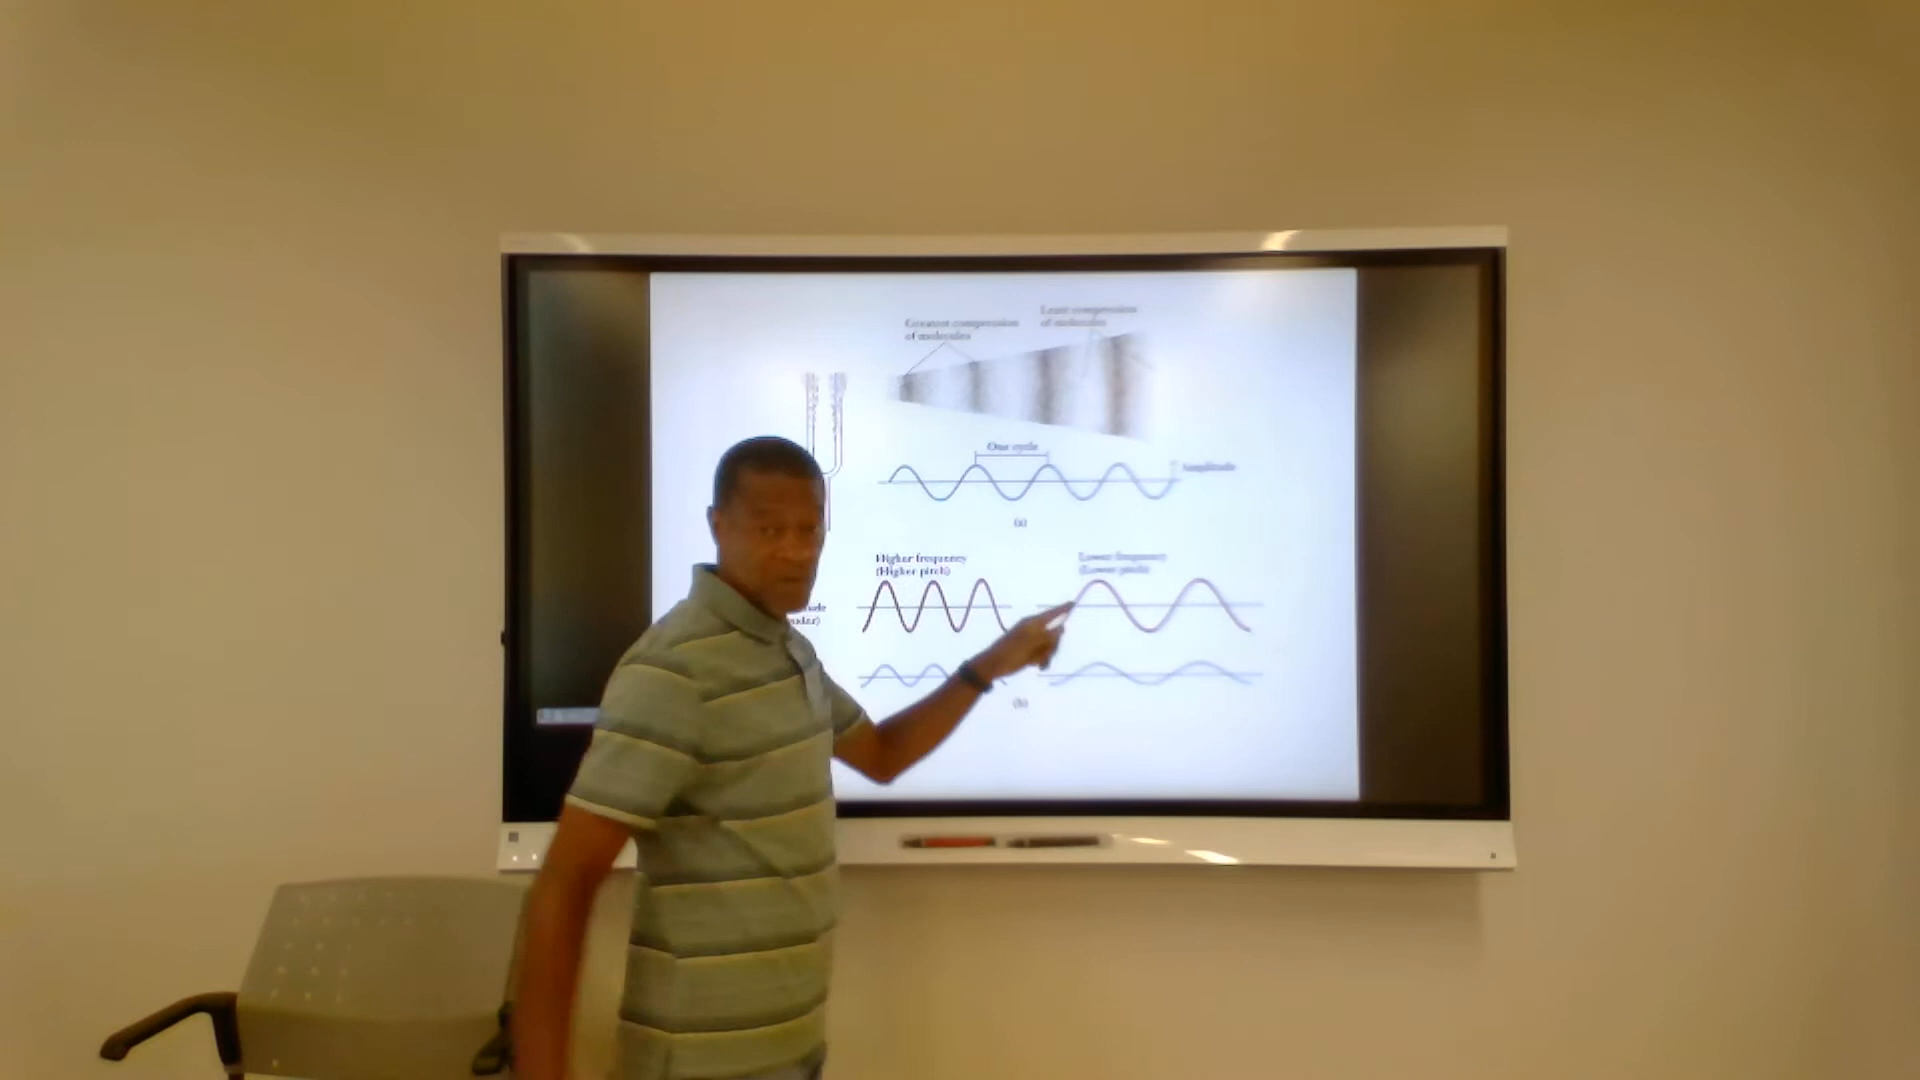 Greatest compression
of molecules
Least compression
of molecules
One cycle
Amplitude
(a)
Higher frequency
(Higher pitch)
Lower frequency
(Lower pitch)
(b)